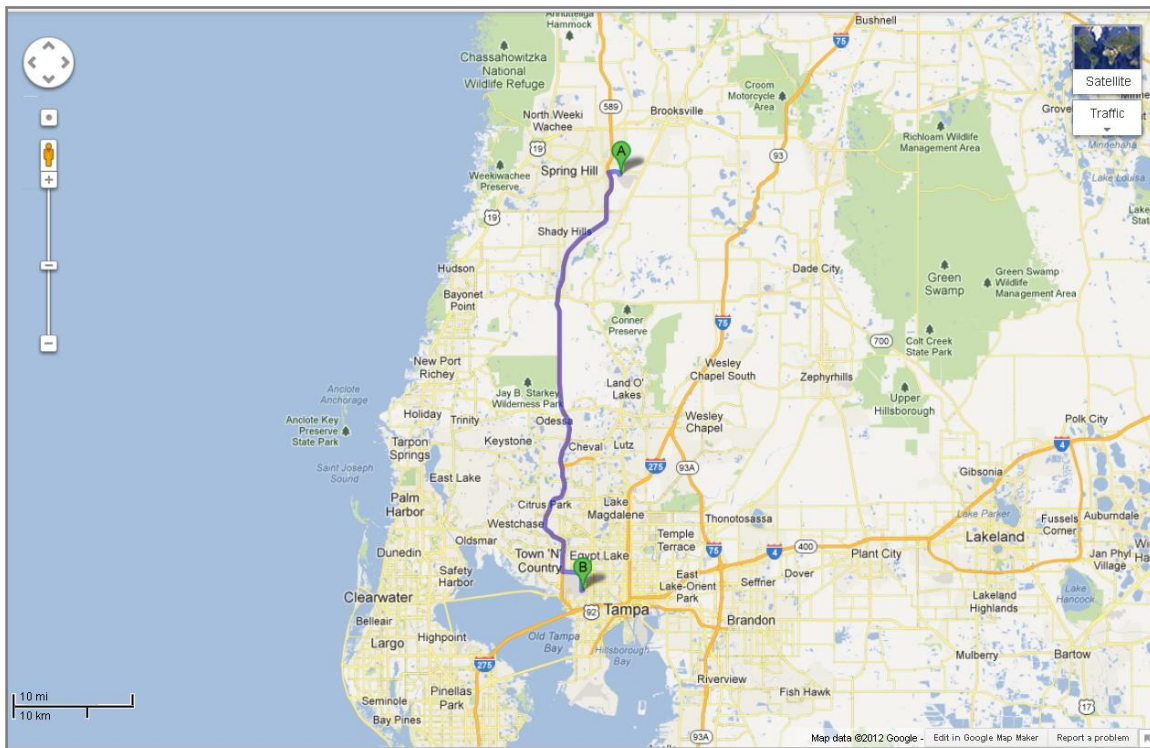 Annutteliga
Hammock
Bushnell
75
Chassahowitzka
National
Wildlife Refuge
589
Brooksville
Croom
Motorcycle
Area
Satellite
Traffic
North Weeki
Wachee
19
Richloam Wildlife
Management Area
A
93
Spring Hill
Weekiwachee
Preserve
Lake Louisa
19
Shady Hills
Hudson
Dade City
Green
Swamp
Green Swamp
Wildlife
Management Area
Bayonet
Point
Conner
Preserve
75
700
Colt Creek
State Park
New Port
Richey
Wesley
Chapel South
Zephyrhills
Land O'
Lakes
Jay B. Starkey
Wilderness Park
Upper
Hillsborough
Anclote
Anchorage
Anclote Key
Preserve
State Park
Holiday
Trinity
Odessa
Wesley
Chapel
Polk City
Keystone
Cheval
Lutz
4
Tarpon
Springs
275
93A
Gibsonia
Saint Joseph
Sound
East Lake
Palm
Harbor
Citrus Park
Lake
Magdalene
Lake Parker
Fussels
Corner
Auburndale
Westchase
Thonotosassa
Oldsmar
Temple
Terrace
75
4
400
Plant City
Lakeland
Dunedin
Town 'N'
Country
Egypt Lake
Jan Phyl
Village
B
Safety
Harbor
East
Lake-Orient
Park
Seffner
Dover
Lake
Hancock
Clearwater
92
Tampa
Lakeland
Highlands
Belleair
Brandon
Largo
Highpoint
Old Tampa
Bay
Hillsborough
Bay
Mulberry
Bartow
275
Riverview
Pinellas
Park
Seminole
Fish Hawk
17
Bay Pines
93A
10 mi
10 km
Map data ©2012 Google -
Edit in Google Map Maker
Report a problem